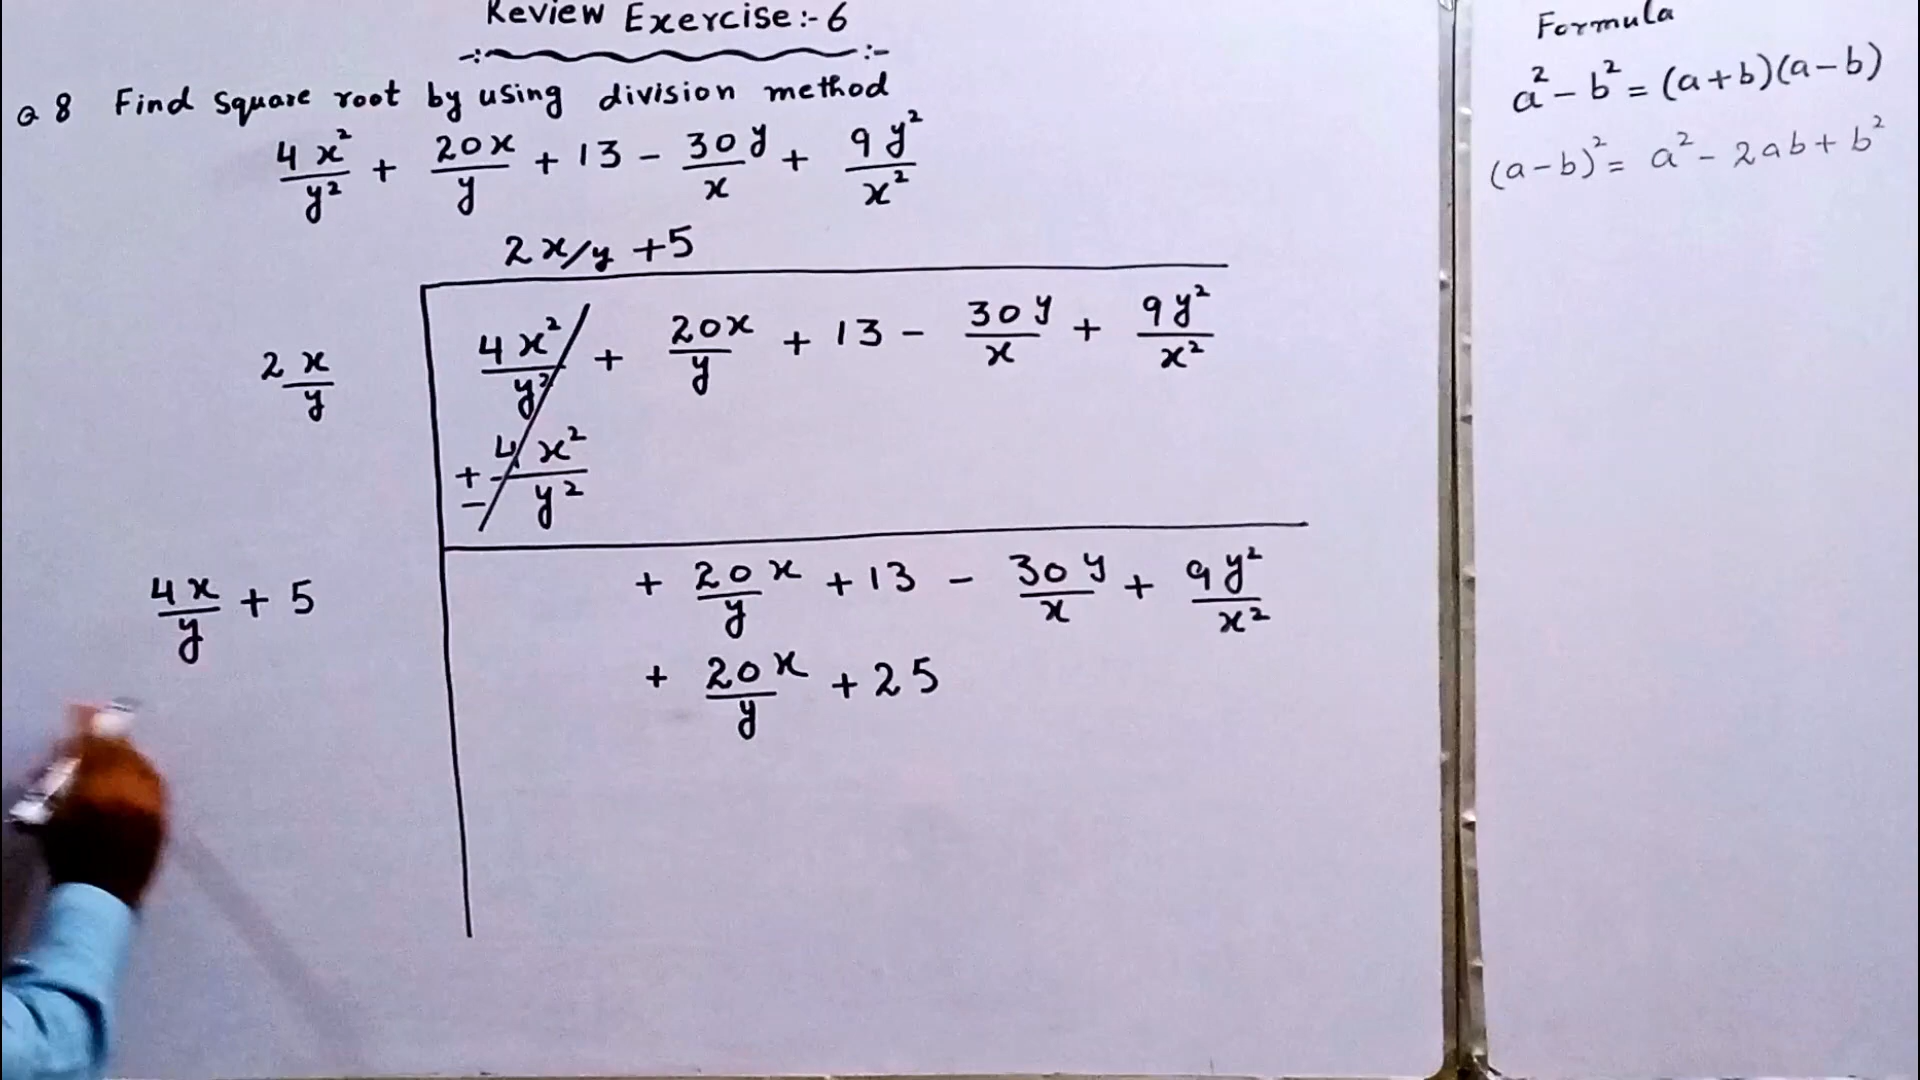 Review Exercise:- 6
Q 8 Find square root by using division method
4x²/y² + 20x/y + 13 - 30y/x + 9y²/x²
2x/y + 5
2x/y
4x²/y² + 20x/y + 13 - 30y/x + 9y²/x²
+ 4x²/y²
-
4x/y + 5
+ 20x/y + 13 - 30y/x + 9y²/x²
+ 20x/y + 25
Formula
a² - b² = (a+b)(a-b)
(a-b)² = a² - 2ab + b²